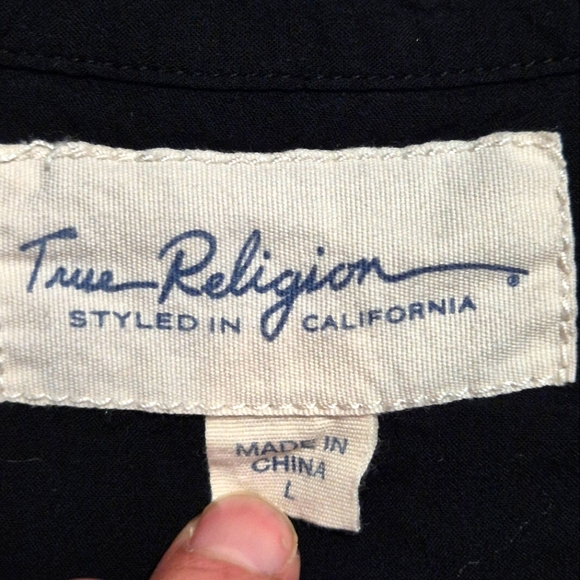 True Religion®
STYLED IN CALIFORNIA
MADE IN
CHINA
L